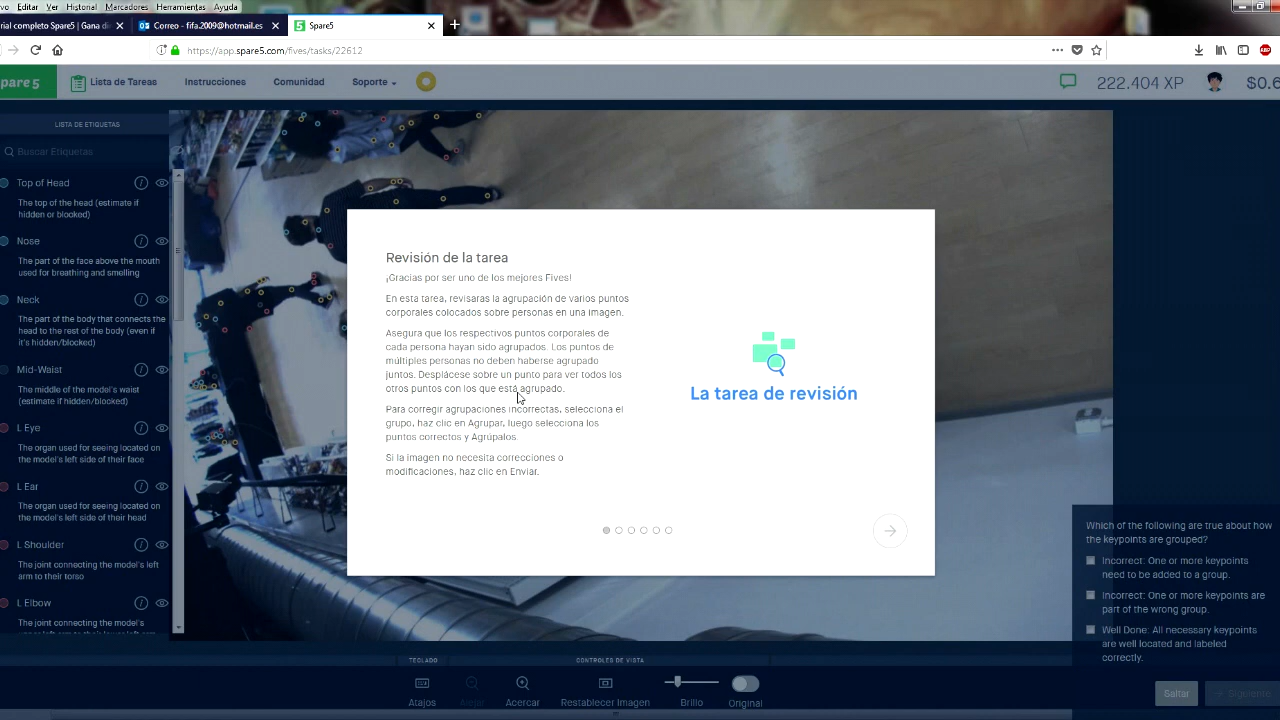 Editar Ver Historial Marcadores Herramientas Ayuda
rial completo Spare5 | Gana di
Correo - fifa.2009@hotmail.es
Spare5
https://app.spare5.com/fives/tasks/22612
pare 5
Lista de Tareas
Instrucciones
Comunidad
Soporte
222.404 XP
LISTA DE ETIQUETAS
Buscar Etiquetas
Top of Head
The top of the head (estimate if
hidden or blocked)
Nose
The part of the face above the mouth
used for breathing and smelling
Neck
The part of the body that connects the
head to the rest of the body (even if
it's hidden/blocked)
Mid-Waist
The middle of the model's waist
(estimate if hidden/blocked)
L Eye
The organ used for seeing located on
the model's left side of their face
L Ear
The organ used for seeing located on
the model's left side of their head
L Shoulder
The joint connecting the model's left
arm to their torso
L Elbow
The joint connecting the model's
Revisión de la tarea
¡Gracias por ser uno de los mejores Fives!
En esta tarea, revisaras la agrupación de varios puntos
corporales colocados sobre personas en una imagen.
Asegura que los respectivos puntos corporales de
cada persona hayan sido agrupados. Los puntos de
múltiples personas no deben haberse agrupado
juntos. Desplácese sobre un punto para ver todos los
otros puntos con los que está agrupado.
Para corregir agrupaciones incorrectas, selecciona el
grupo, haz clic en Agrupar, luego selecciona los
puntos correctos y Agrúpalos.
Si la imagen no necesita correcciones o
modificaciones, haz clic en Enviar.
La tarea de revisión
Which of the following are true about how
the keypoints are grouped?
Incorrect: One or more keypoints
need to be added to a group.
Incorrect: One or more keypoints are
part of the wrong group.
Well Done: All necessary keypoints
are well located and labeled
correctly.
Saltar
Siguiente
TECLADO
CONTROLES DE VISTA
Atajos
Alejar
Acercar
Restablecer Imagen
Brillo
Original